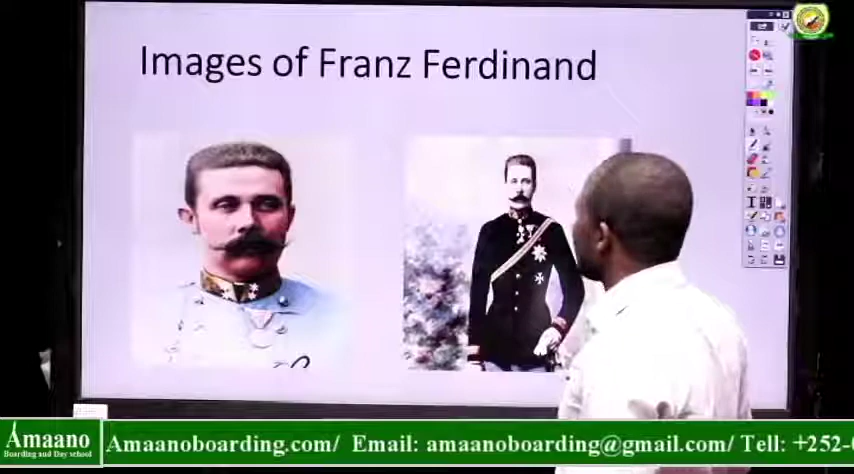 Images of Franz Ferdinand
Amaano
Boarding and Day school
Amaanoboarding.com/ Email: amaanoboarding@gmail.com/ Tell: +252-